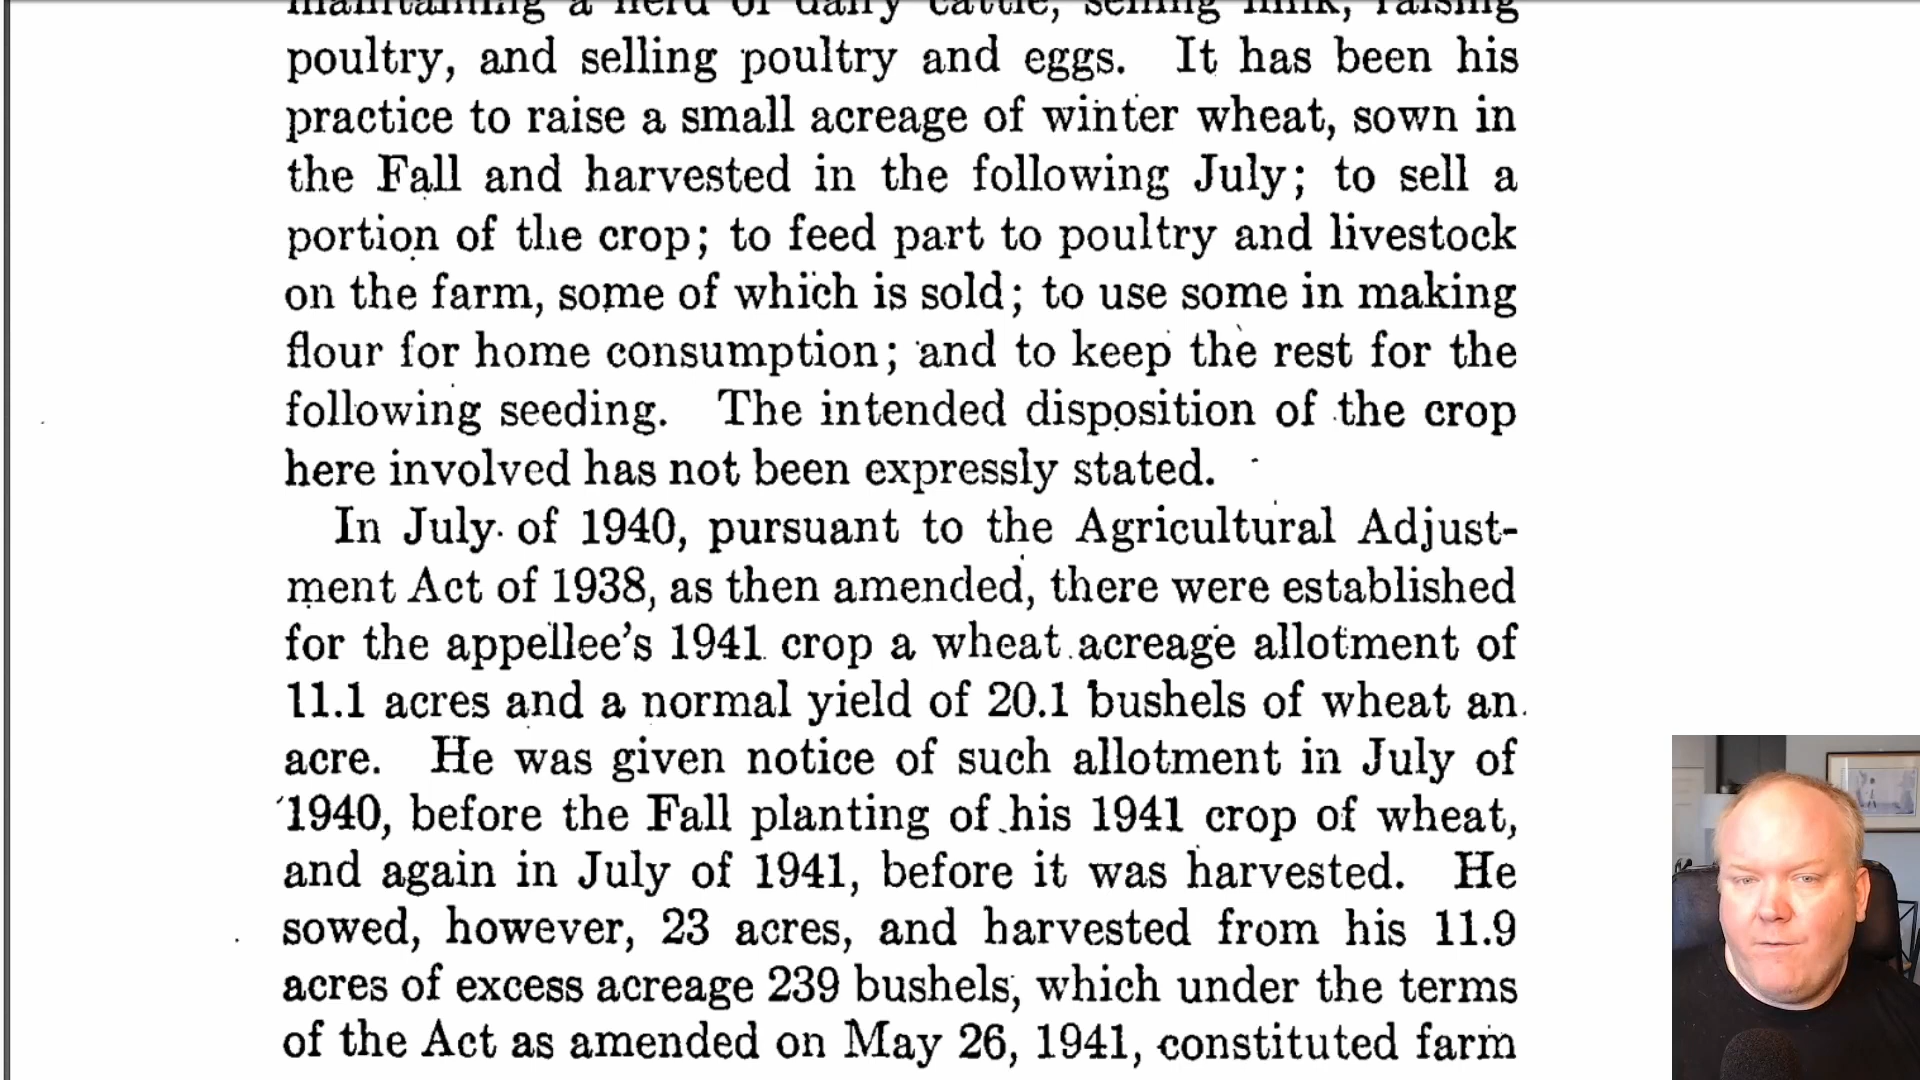 maintaining a herd of dairy cattle, selling milk, raising
poultry, and selling poultry and eggs. It has been his
practice to raise a small acreage of winter wheat, sown in
the Fall and harvested in the following July; to sell a
portion of the crop; to feed part to poultry and livestock
on the farm, some of which is sold; to use some in making
flour for home consumption; and to keep the rest for the
following seeding. The intended disposition of the crop
here involved has not been expressly stated.
In July of 1940, pursuant to the Agricultural Adjust-
ment Act of 1938, as then amended, there were established
for the appellee's 1941 crop a wheat acreage allotment of
11.1 acres and a normal yield of 20.1 bushels of wheat an
acre. He was given notice of such allotment in July of
1940, before the Fall planting of his 1941 crop of wheat,
and again in July of 1941, before it was harvested. He
sowed, however, 23 acres, and harvested from his 11.9
acres of excess acreage 239 bushels, which under the terms
of the Act as amended on May 26, 1941, constituted farm